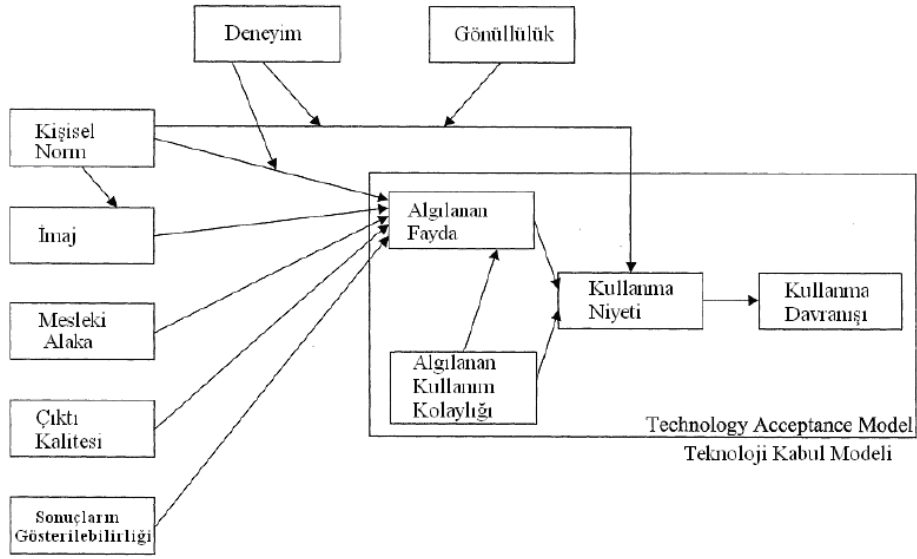 Deneyim
Gönüllülük
Kişisel
Norm
İmaj
Mesleki
Alaka
Çıktı
Kalitesi
Sonuçların
Gösterilebilirliği
Algılanan
Fayda
Algılanan
Kullanım
Kolaylığı
Kullanma
Niyeti
Kullanma
Davranışı
Technology Acceptance Model
Teknoloji Kabul Modeli